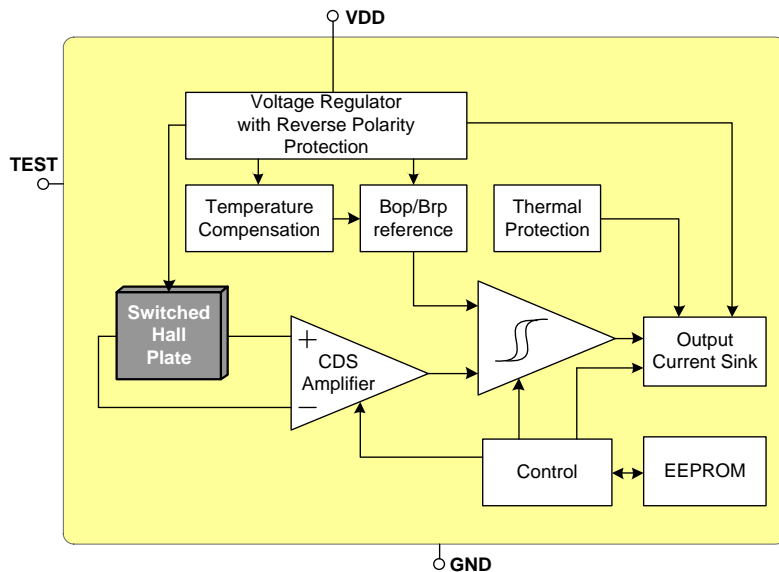 VDD
Voltage Regulator
with Reverse Polarity
Protection
TEST
Temperature
Compensation
Bop/Brp
reference
Thermal
Protection
Switched
Hall
Plate
+
CDS
Amplifier
−
Output
Current Sink
Control
EEPROM
GND